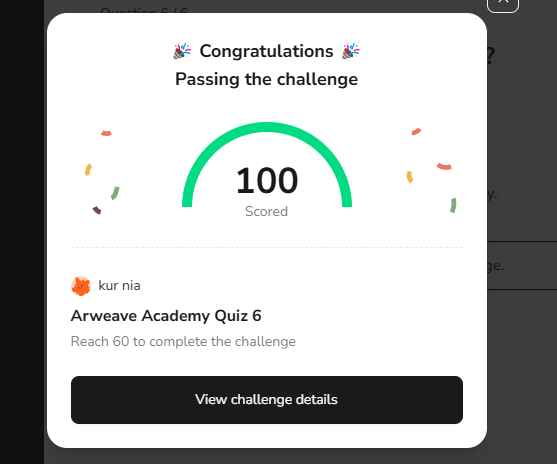 Question 6 / 6
?
Congratulations
Passing the challenge
100
Scored
y.
ge.
kur nia
Arweave Academy Quiz 6
Reach 60 to complete the challenge
View challenge details